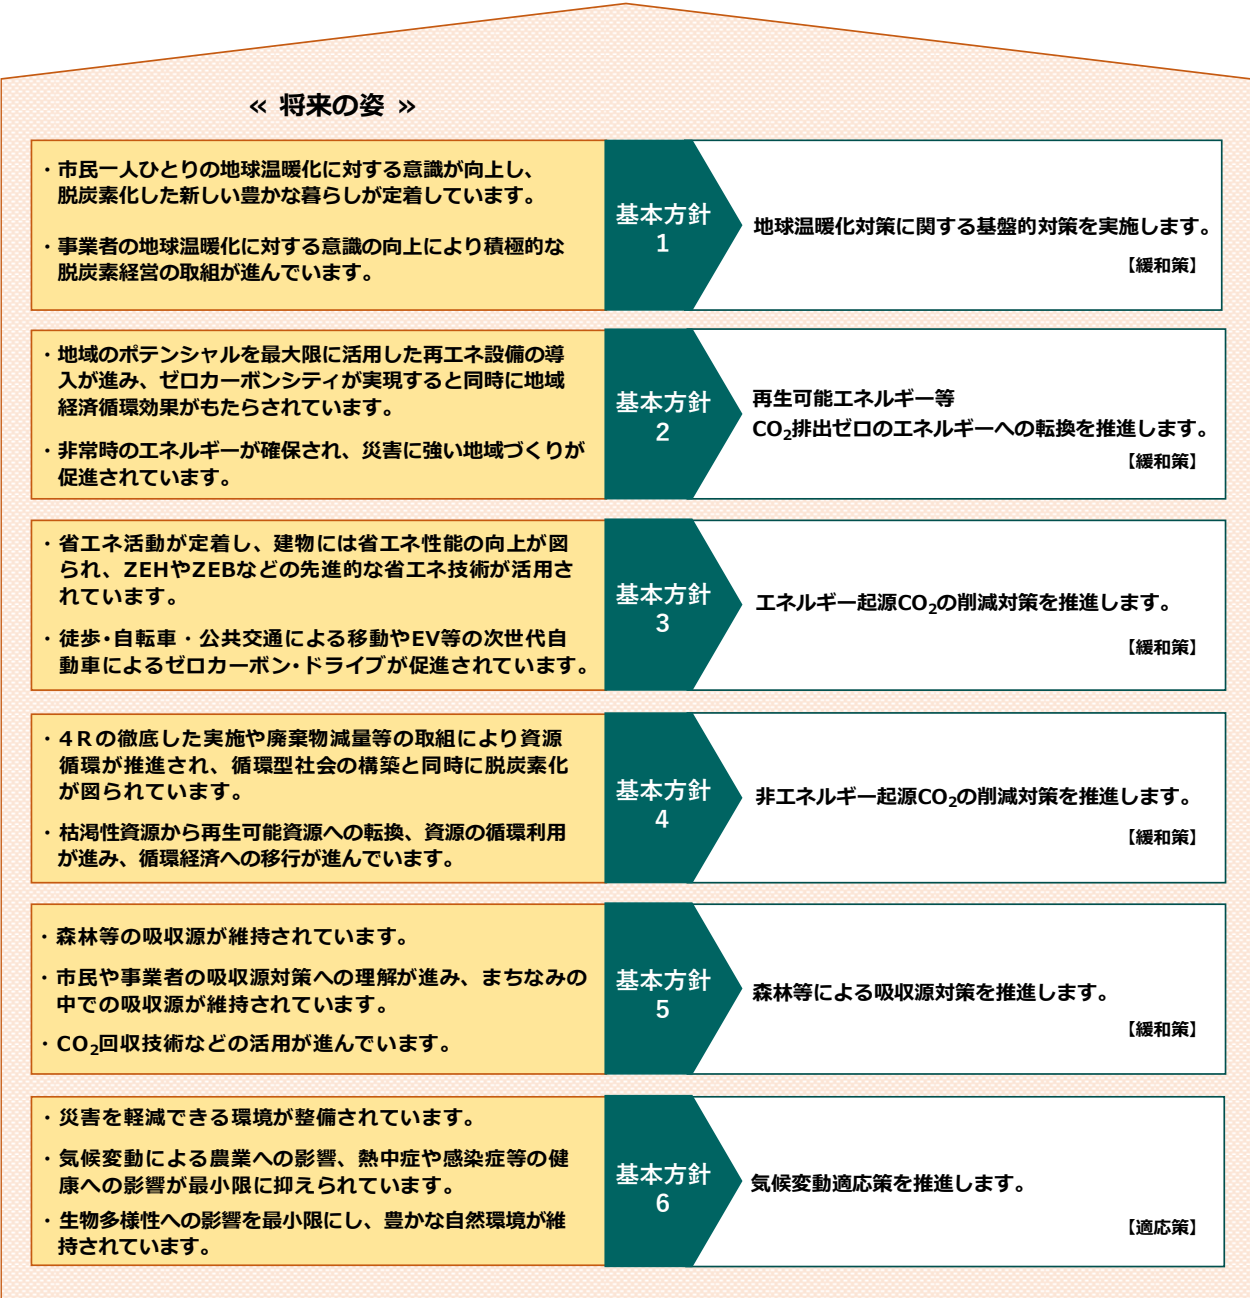 ≪ 将来の姿 ≫
・市民一人ひとりの地球温暖化に対する意識が向上し、
脱炭素化した新しい豊かな暮らしが定着しています。
・事業者の地球温暖化に対する意識の向上により積極的な
脱炭素経営の取組が進んでいます。
基本方針
1
地球温暖化対策に関する基盤的対策を実施します。
【緩和策】
・地域のポテンシャルを最大限に活用した再エネ設備の導
入が進み、ゼロカーボンシティが実現すると同時に地域
経済循環効果がもたらされています。
・非常時のエネルギーが確保され、災害に強い地域づくりが
促進されています。
基本方針
2
再生可能エネルギー等
CO₂排出ゼロのエネルギーへの転換を推進します。
【緩和策】
・省エネ活動が定着し、建物には省エネ性能の向上が図
られ、ZEHやZEBなどの先進的な省エネ技術が活用さ
れています。
・徒歩･自転車・公共交通による移動やEV等の次世代自
動車によるゼロカーボン･ドライブが促進されています。
基本方針
3
エネルギー起源CO₂の削減対策を推進します。
【緩和策】
・４Ｒの徹底した実施や廃棄物減量等の取組により資源
循環が推進され、循環型社会の構築と同時に脱炭素化
が図られています。
・枯渇性資源から再生可能資源への転換、資源の循環利用
が進み、循環経済への移行が進んでいます。
基本方針
4
非エネルギー起源CO₂の削減対策を推進します。
【緩和策】
・森林等の吸収源が維持されています。
・市民や事業者の吸収源対策への理解が進み、まちなみの
中での吸収源が維持されています。
・CO₂回収技術などの活用が進んでいます。
基本方針
5
森林等による吸収源対策を推進します。
【緩和策】
・災害を軽減できる環境が整備されています。
・気候変動による農業への影響、熱中症や感染症等の健
康への影響が最小限に抑えられています。
・生物多様性への影響を最小限にし、豊かな自然環境が維
持されています。
基本方針
6
気候変動適応策を推進します。
【適応策】